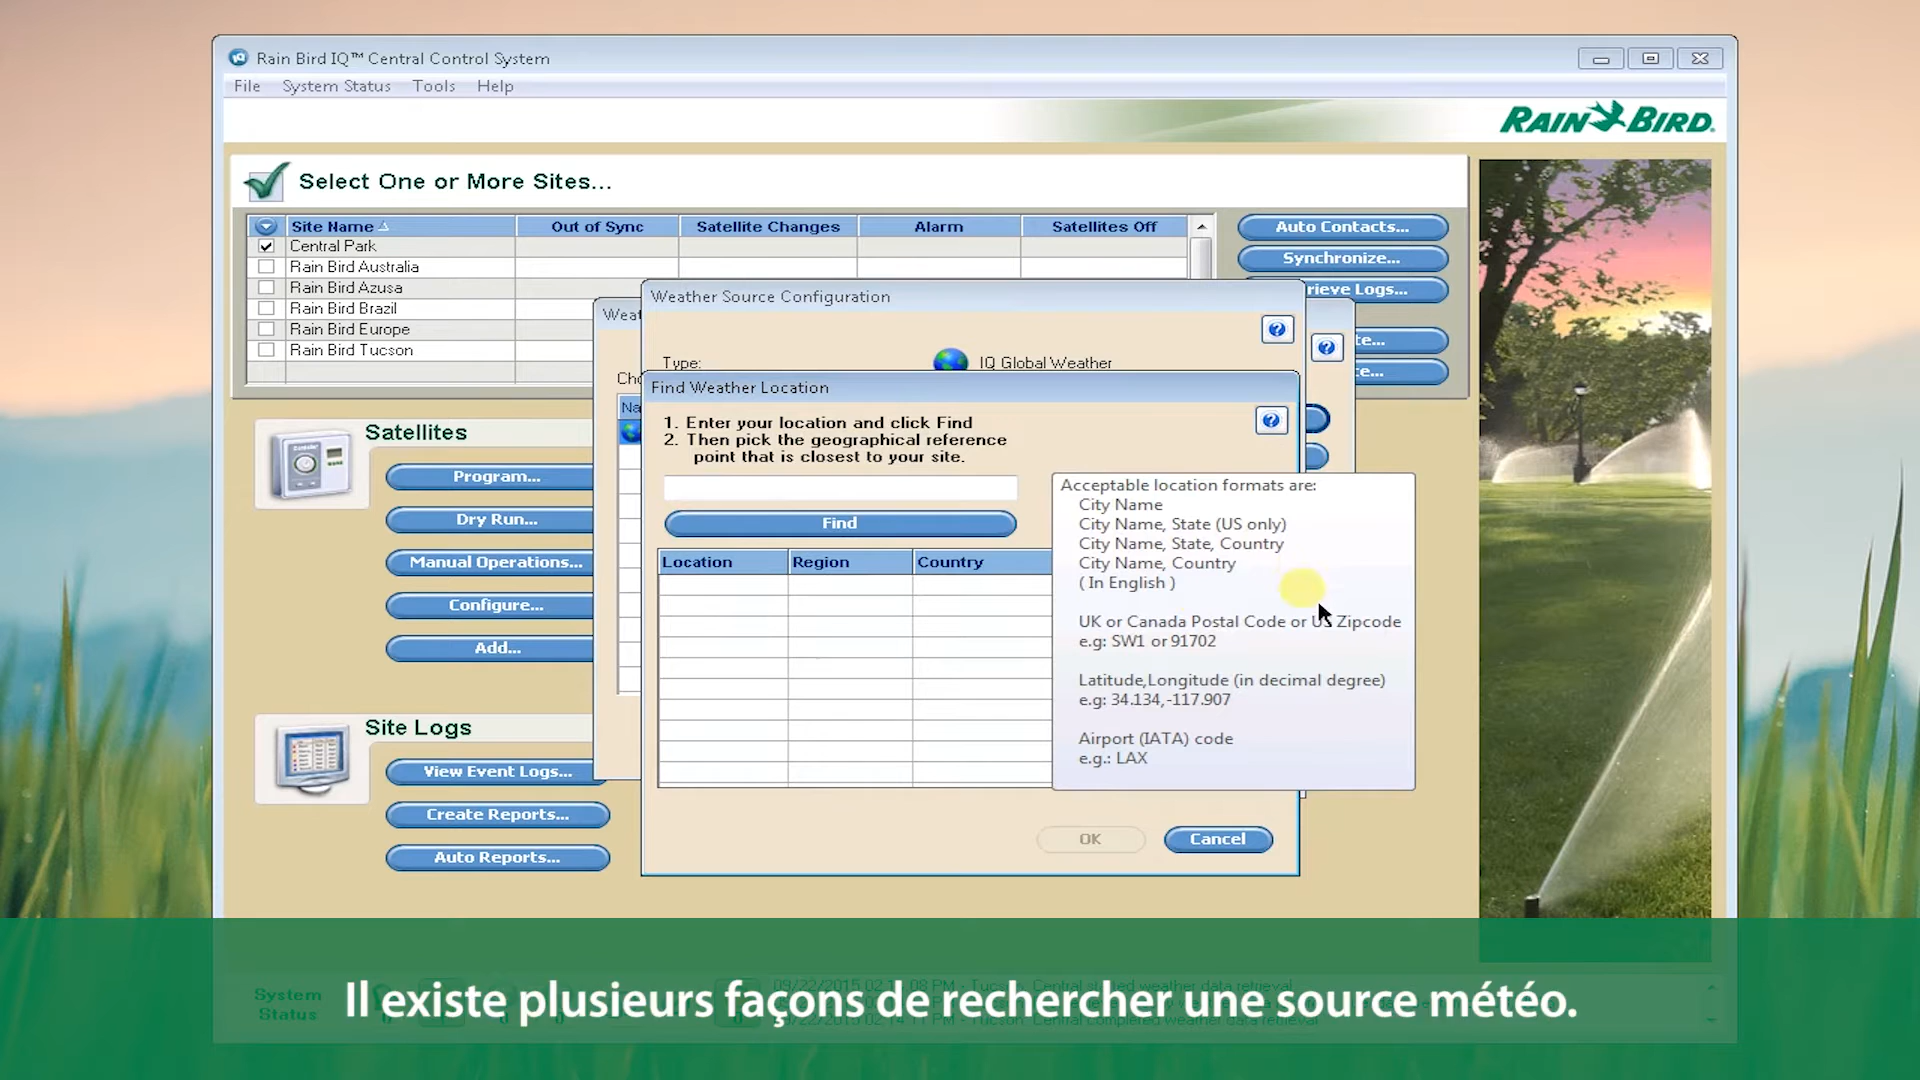 Rain Bird IQ™ Central Control System
File System Status Tools Help
RAIN BIRD.
Select One or More Sites...
Site Name Out of Sync Satellite Changes Alarm Satellites Off
Central Park
Rain Bird Australia
Rain Bird Azusa
Rain Bird Brazil
Rain Bird Europe
Rain Bird Tucson
Auto Contacts...
Synchronize...
rieve Logs...
te...
ce...
Weat
Cho
Na
Weather Source Configuration
Type: IQ Global Weather
Find Weather Location
1. Enter your location and click Find
2. Then pick the geographical reference
point that is closest to your site.
Find
Location Region Country
Acceptable location formats are:
City Name
City Name, State (US only)
City Name, State, Country
City Name, Country
( In English )
UK or Canada Postal Code or US Zipcode
e.g: SW1 or 91702
Latitude,Longitude (in decimal degree)
e.g: 34.134,-117.907
Airport (IATA) code
e.g.: LAX
OK Cancel
Satellites
Program...
Dry Run...
Manual Operations...
Configure...
Add...
Site Logs
View Event Logs...
Create Reports...
Auto Reports...
System
Status
Il existe plusieurs façons de rechercher une source météo.